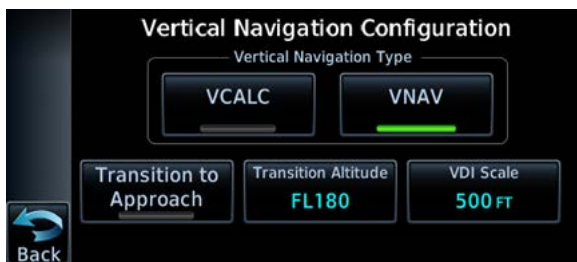 Vertical Navigation Configuration
Vertical Navigation Type
VCALC
VNAV
Transition to
Approach
Transition Altitude
FL180
VDI Scale
500 FT
Back